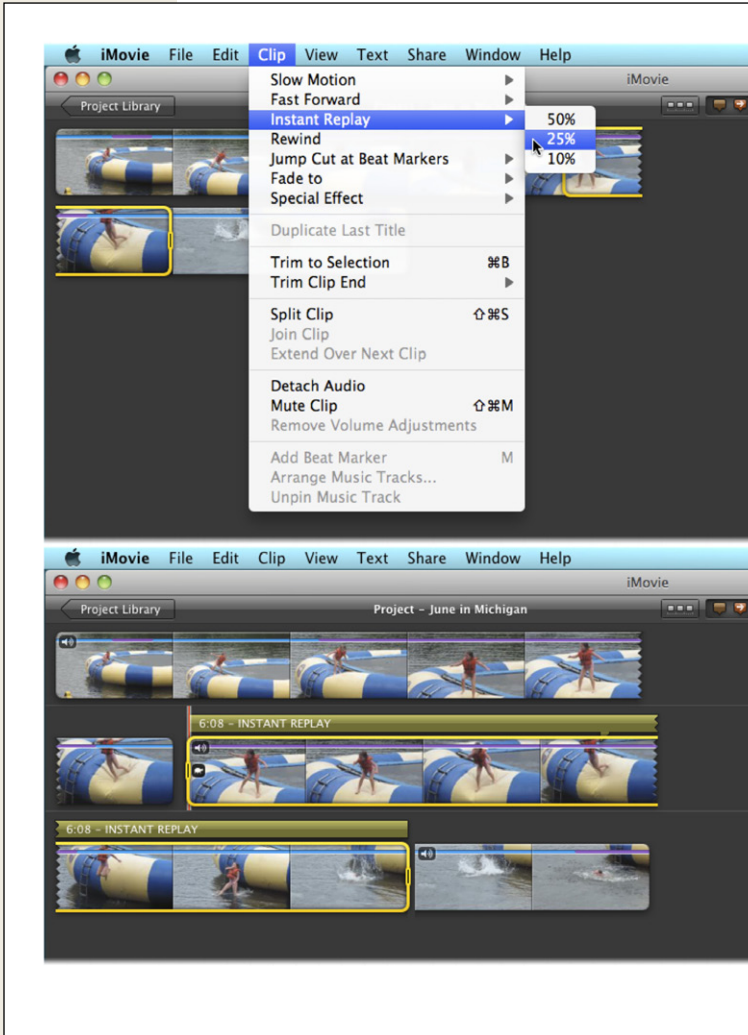 iMovie File Edit Clip View Text Share Window Help
iMovie
Project Library
Slow Motion
Fast Forward
Instant Replay
50%
Rewind
25%
Jump Cut at Beat Markers
10%
Fade to
Special Effect
Duplicate Last Title
Trim to Selection ⌘B
Trim Clip End
Split Clip ⇧⌘S
Join Clip
Extend Over Next Clip
Detach Audio
Mute Clip ⇧⌘M
Remove Volume Adjustments
Add Beat Marker M
Arrange Music Tracks...
Unpin Music Track
iMovie File Edit Clip View Text Share Window Help
iMovie
Project Library
Project – June in Michigan
6:08 – INSTANT REPLAY
6:08 – INSTANT REPLAY